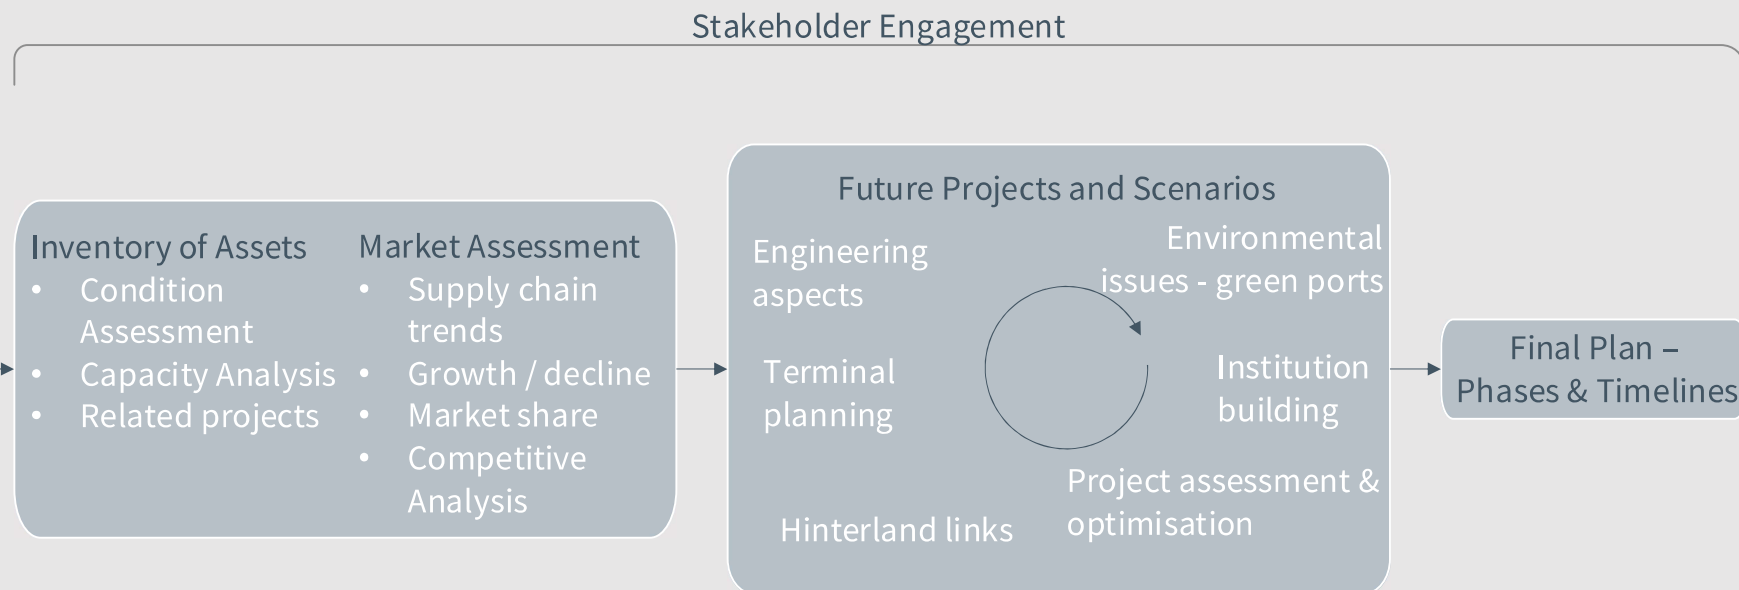 Stakeholder Engagement
Inventory of Assets
• Condition
Assessment
• Capacity Analysis
• Related projects
Market Assessment
• Supply chain
trends
• Growth / decline
• Market share
• Competitive
Analysis
Future Projects and Scenarios
Engineering
aspects
Environmental
issues - green ports
Terminal
planning
Institution
building
Hinterland links
Project assessment &
optimisation
Final Plan –
Phases & Timelines